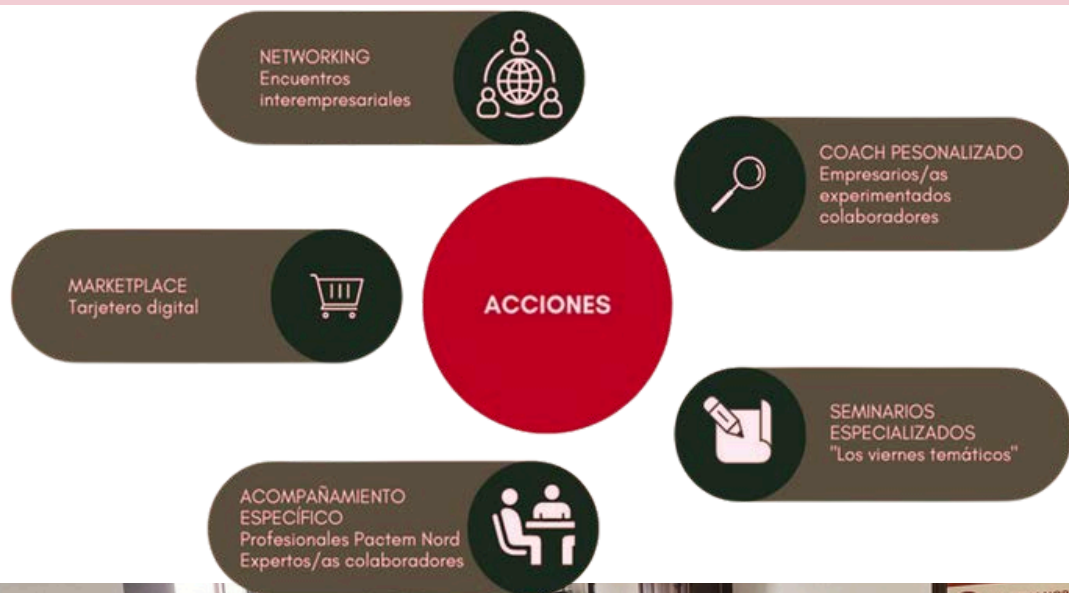 NETWORKING
Encuentros
interempresariales
COACH PESONALIZADO
Empresarios/as
experimentados
colaboradores
MARKETPLACE
Tarjetero digital
ACCIONES
SEMINARIOS
ESPECIALIZADOS
"Los viernes temáticos"
ACOMPAÑAMIENTO
ESPECÍFICO
Profesionales Pactem Nord
Expertos/as colaboradores